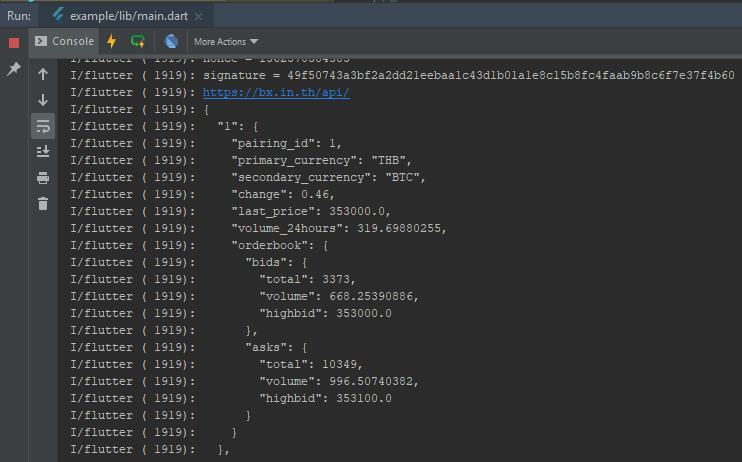 Run: example/lib/main.dart ×
Console More Actions
I/flutter ( 1919): signature = 49f50743a3bf2a2dd21eebaa1c43d1b01a1e8c15b8fc4faab9b8c6f7e37f4b60
I/flutter ( 1919): https://bx.in.th/api/
I/flutter ( 1919): {
I/flutter ( 1919):   "1": {
I/flutter ( 1919):     "pairing_id": 1,
I/flutter ( 1919):     "primary_currency": "THB",
I/flutter ( 1919):     "secondary_currency": "BTC",
I/flutter ( 1919):     "change": 0.46,
I/flutter ( 1919):     "last_price": 353000.0,
I/flutter ( 1919):     "volume_24hours": 319.69880255,
I/flutter ( 1919):     "orderbook": {
I/flutter ( 1919):       "bids": {
I/flutter ( 1919):         "total": 3373,
I/flutter ( 1919):         "volume": 668.25390886,
I/flutter ( 1919):         "highbid": 353000.0
I/flutter ( 1919):       },
I/flutter ( 1919):       "asks": {
I/flutter ( 1919):         "total": 10349,
I/flutter ( 1919):         "volume": 996.50740382,
I/flutter ( 1919):         "highbid": 353100.0
I/flutter ( 1919):       }
I/flutter ( 1919):     }
I/flutter ( 1919):   },